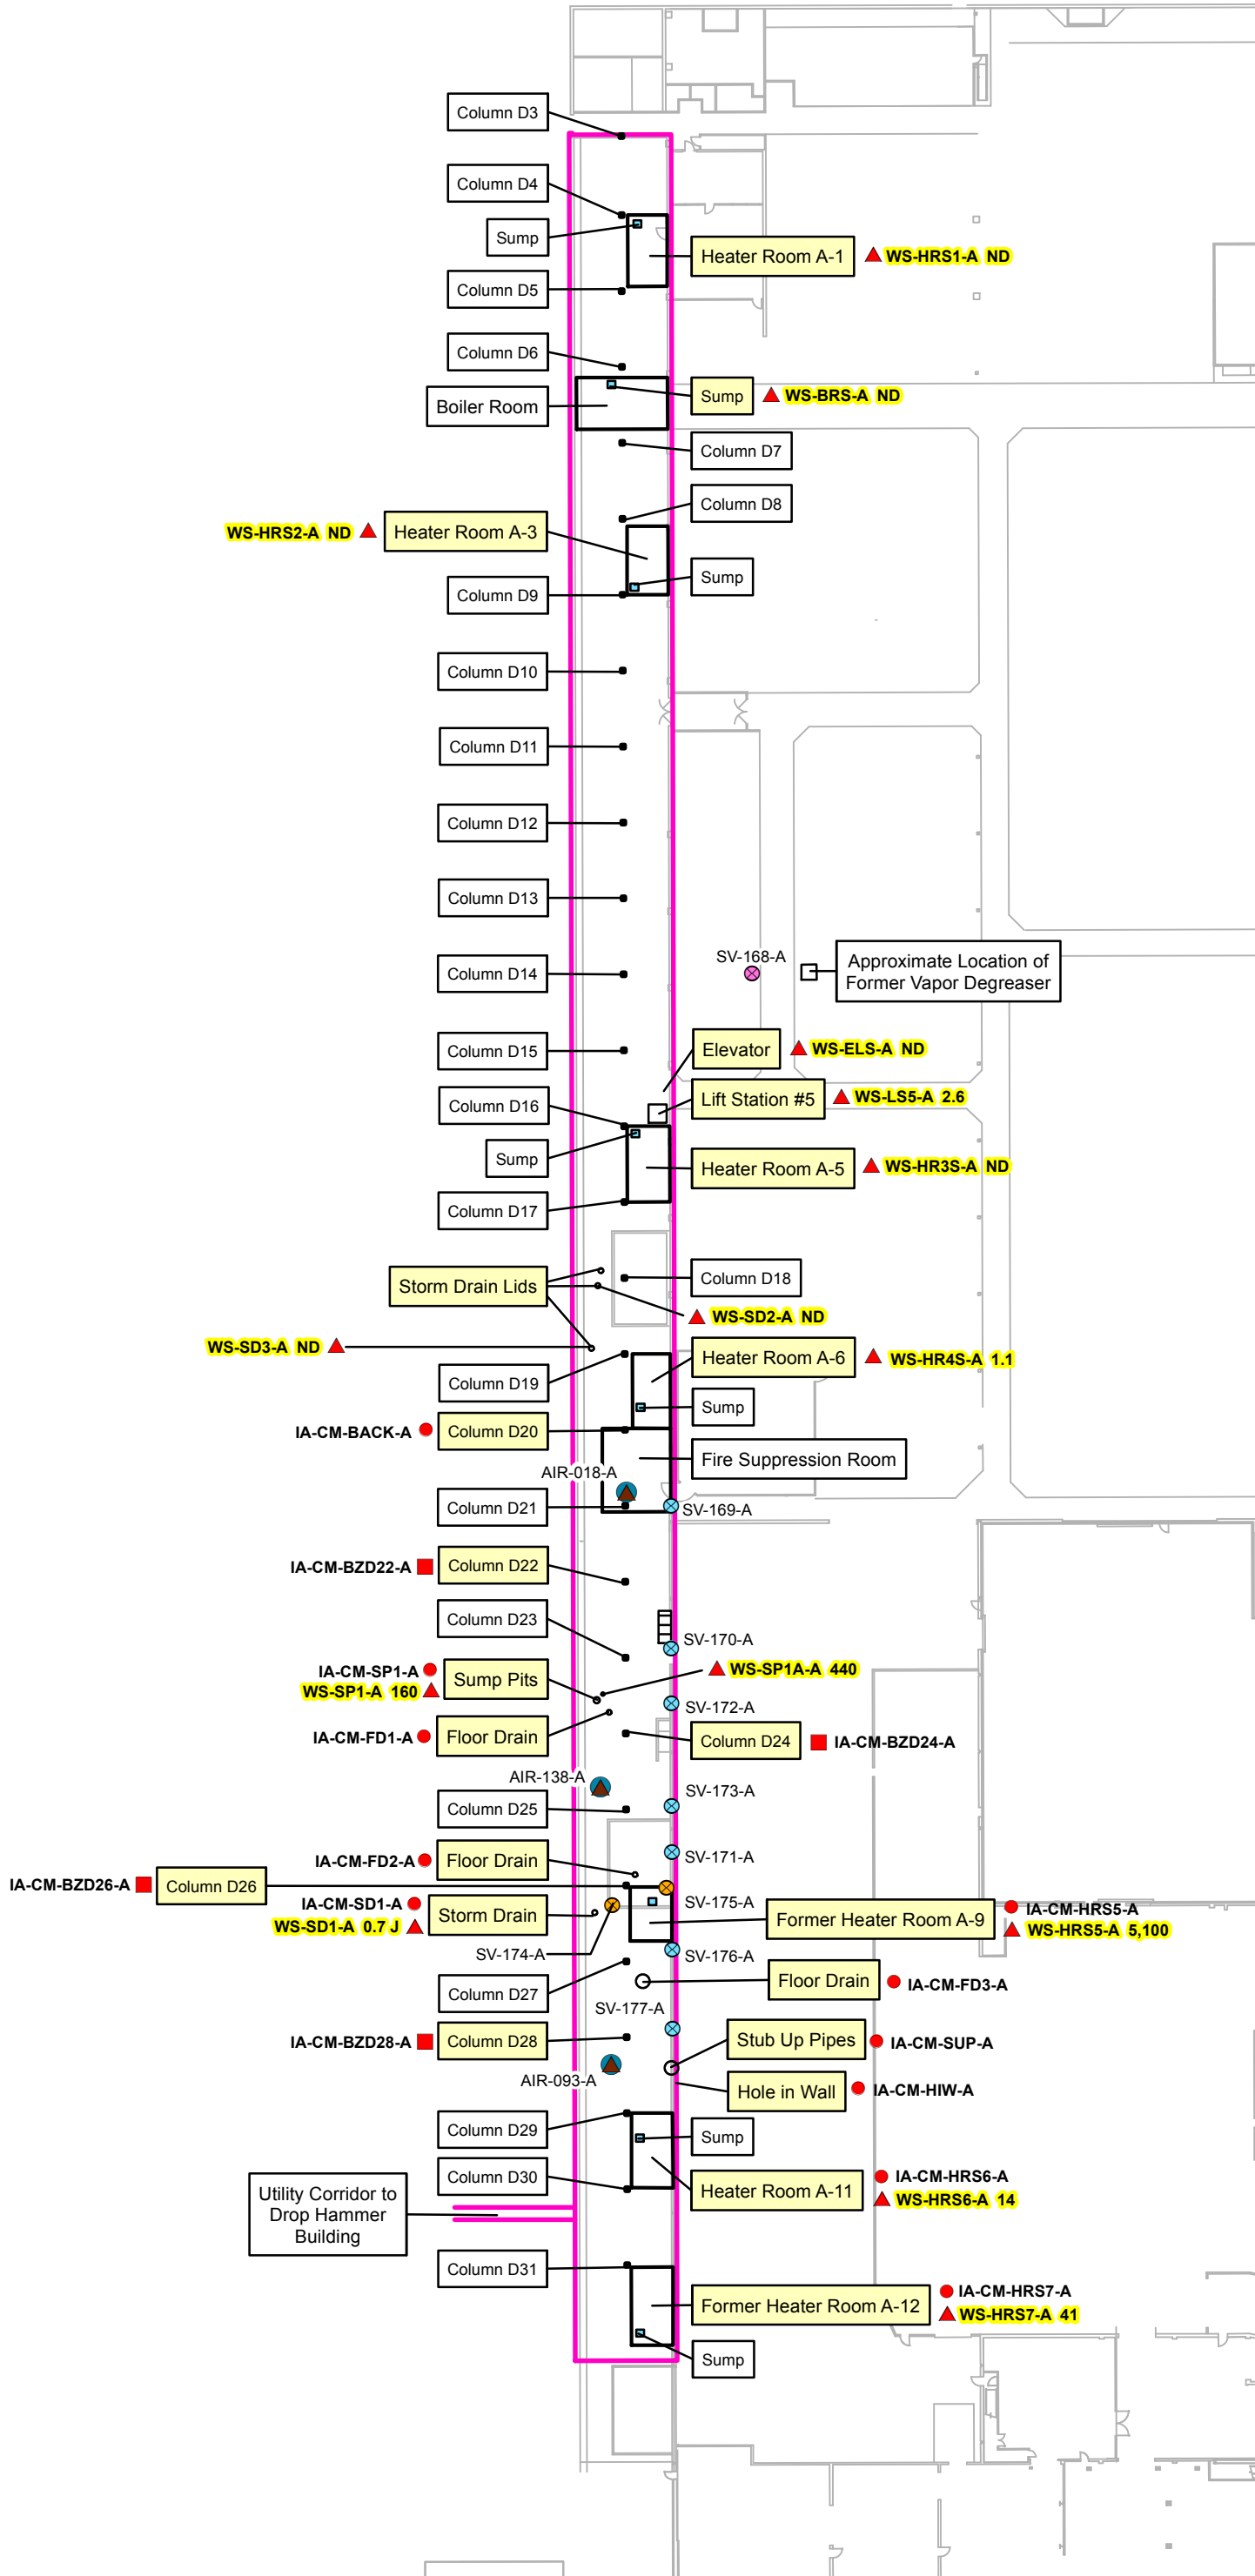 Column D3
Column D4
Sump
Heater Room A-1
WS-HRS1-A ND
Column D5
Column D6
Sump
WS-BRS-A ND
Boiler Room
Column D7
Column D8
WS-HRS2-A ND
Heater Room A-3
Sump
Column D9
Column D10
Column D11
Column D12
Column D13
SV-168-A
Approximate Location of
Former Vapor Degreaser
Column D14
Elevator
WS-ELS-A ND
Column D15
Lift Station #5
WS-LS5-A 2.6
Column D16
Sump
Heater Room A-5
WS-HR3S-A ND
Column D17
Column D18
Storm Drain Lids
WS-SD2-A ND
WS-SD3-A ND
Heater Room A-6
WS-HR4S-A 1.1
Column D19
Sump
IA-CM-BACK-A
Column D20
Fire Suppression Room
AIR-018-A
Column D21
SV-169-A
IA-CM-BZD22-A
Column D22
Column D23
SV-170-A
IA-CM-SP1-A
WS-SP1-A 160
Sump Pits
WS-SP1A-A 440
SV-172-A
IA-CM-FD1-A
Floor Drain
Column D24
IA-CM-BZD24-A
AIR-138-A
SV-173-A
Column D25
SV-171-A
IA-CM-FD2-A
Floor Drain
IA-CM-BZD26-A
Column D26
SV-175-A
IA-CM-SD1-A
WS-SD1-A 0.7 J
Storm Drain
Former Heater Room A-9
IA-CM-HRS5-A
WS-HRS5-A 5,100
SV-174-A
SV-176-A
Floor Drain
IA-CM-FD3-A
Column D27
SV-177-A
IA-CM-BZD28-A
Column D28
Stub Up Pipes
IA-CM-SUP-A
AIR-093-A
Hole in Wall
IA-CM-HIW-A
Column D29
Sump
Column D30
Heater Room A-11
IA-CM-HRS6-A
WS-HRS6-A 14
Utility Corridor to
Drop Hammer
Building
Column D31
Former Heater Room A-12
IA-CM-HRS7-A
WS-HRS7-A 41
Sump